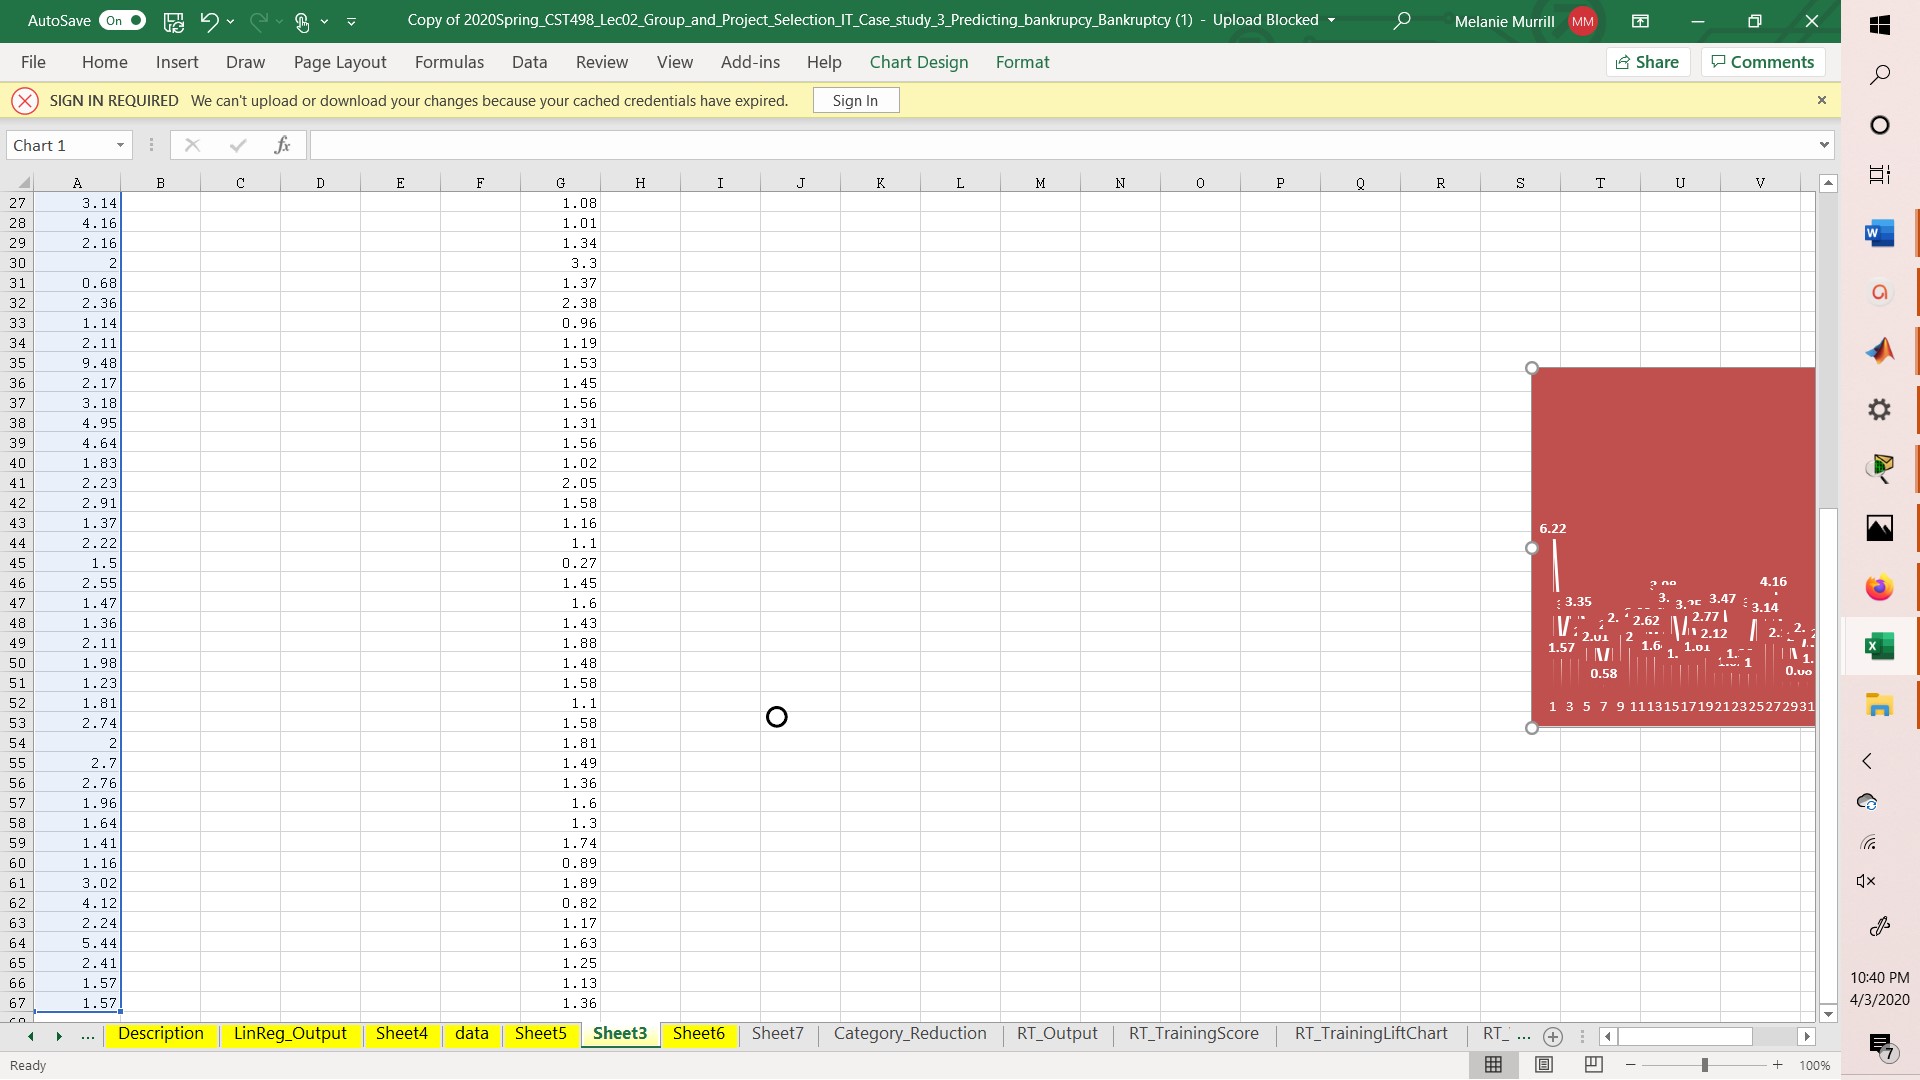 AutoSave On Copy of 2020Spring_CST498_Lec02_Group_and_Project_Selection_IT_Case_study_3_Predicting_bankrupcy_Bankruptcy (1) - Upload Blocked Melanie Murrill MM
File Home Insert Draw Page Layout Formulas Data Review View Add-ins Help Chart Design Format Share Comments
SIGN IN REQUIRED We can't upload or download your changes because your cached credentials have expired. Sign In
Chart 1 fx
A B C D E F G H I J K L M N O P Q R S T U V
27 3.14 1.08
28 4.16 1.01
29 2.16 1.34
30 2 3.3
31 0.68 1.37
32 2.36 2.38
33 1.14 0.96
34 2.11 1.19
35 9.48 1.53
36 2.17 1.45
37 3.18 1.56
38 4.95 1.31
39 4.64 1.56
40 1.83 1.02
41 2.23 2.05
42 2.91 1.58
43 1.37 1.16
44 2.22 1.1
45 1.5 0.27
46 2.55 1.45
47 1.47 1.6
48 1.36 1.43
49 2.11 1.88
50 1.98 1.48
51 1.23 1.58
52 1.81 1.1
53 2.74 1.58
54 2 1.81
55 2.7 1.49
56 2.76 1.36
57 1.96 1.6
58 1.64 1.3
59 1.41 1.74
60 1.16 0.89
61 3.02 1.89
62 4.12 0.82
63 2.24 1.17
64 5.44 1.63
65 2.41 1.25
66 1.57 1.13
67 1.57 1.36
6.22
4.16
3.35 3.47 3.14
2.62 2.77
2.01 2.12
1.57 1.61
0.58
1 3 5 7 9 11 13 15 17 19 21 23 25 27 29 31
... Description LinReg_Output Sheet4 data Sheet5 Sheet3 Sheet6 Sheet7 Category_Reduction RT_Output RT_TrainingScore RT_TrainingLiftChart RT_ ...
Ready 100%
10:40 PM
4/3/2020
7